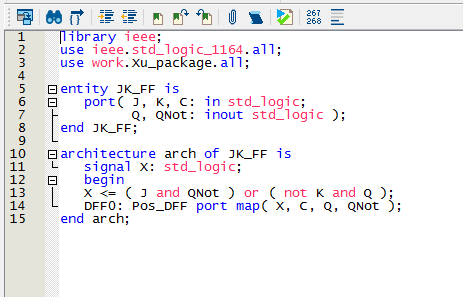 267
268
1 library ieee;
2 use ieee.std_logic_1164.all;
3 use work.Xu_package.all;
4
5 entity JK_FF is
6 port( J, K, C: in std_logic;
7 Q, QNot: inout std_logic );
8 end JK_FF;
9
10 architecture arch of JK_FF is
11 signal X: std_logic;
12 begin
13 X <= ( J and QNot ) or ( not K and Q );
14 DFF0: Pos_DFF port map( X, C, Q, QNot );
15 end arch;